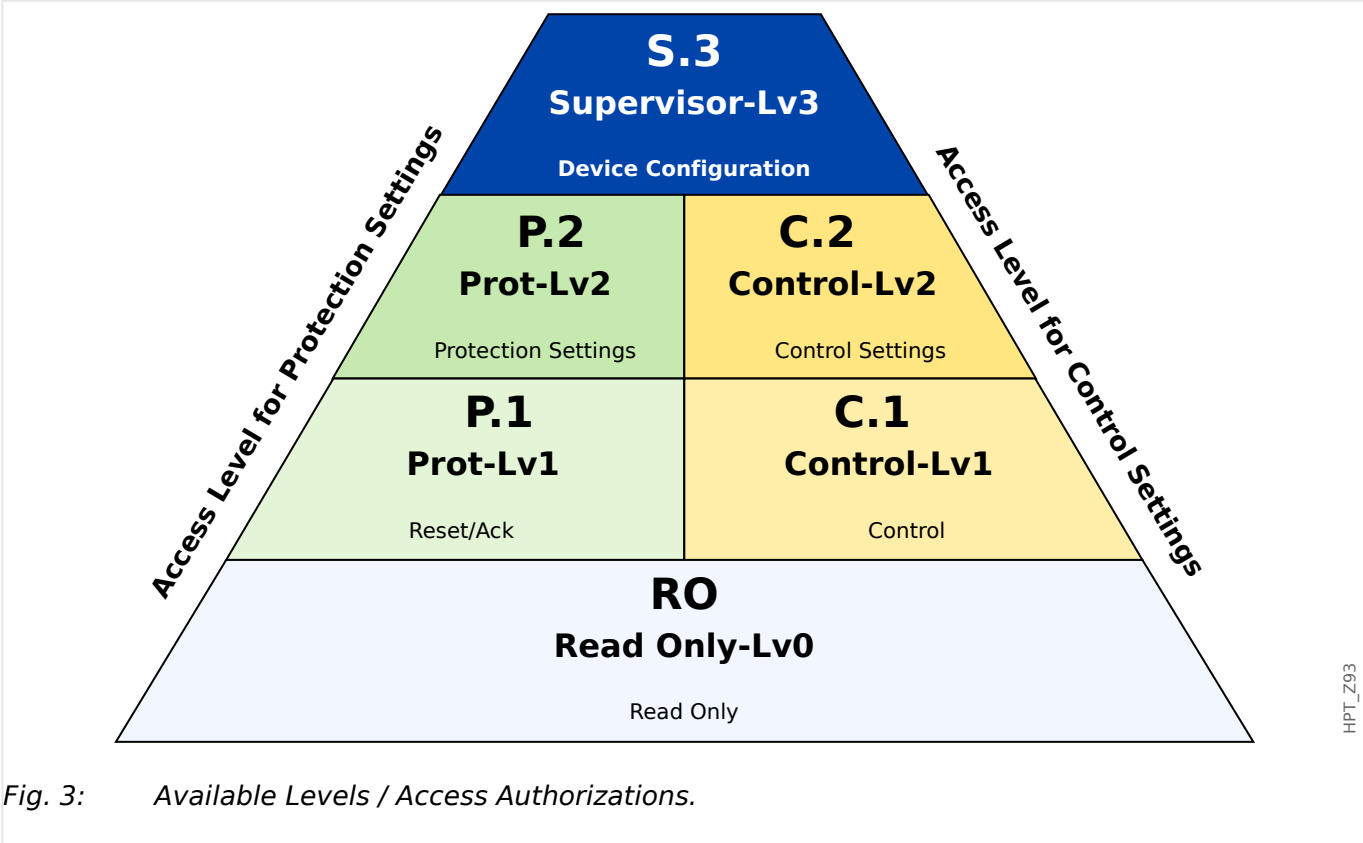 S.3
Supervisor-Lv3
Device Configuration
Access Level for Protection Settings
Access Level for Control Settings
P.2
Prot-Lv2
Protection Settings
C.2
Control-Lv2
Control Settings
P.1
Prot-Lv1
Reset/Ack
C.1
Control-Lv1
Control
RO
Read Only-Lv0
Read Only
HPT_Z93
Fig. 3: Available Levels / Access Authorizations.